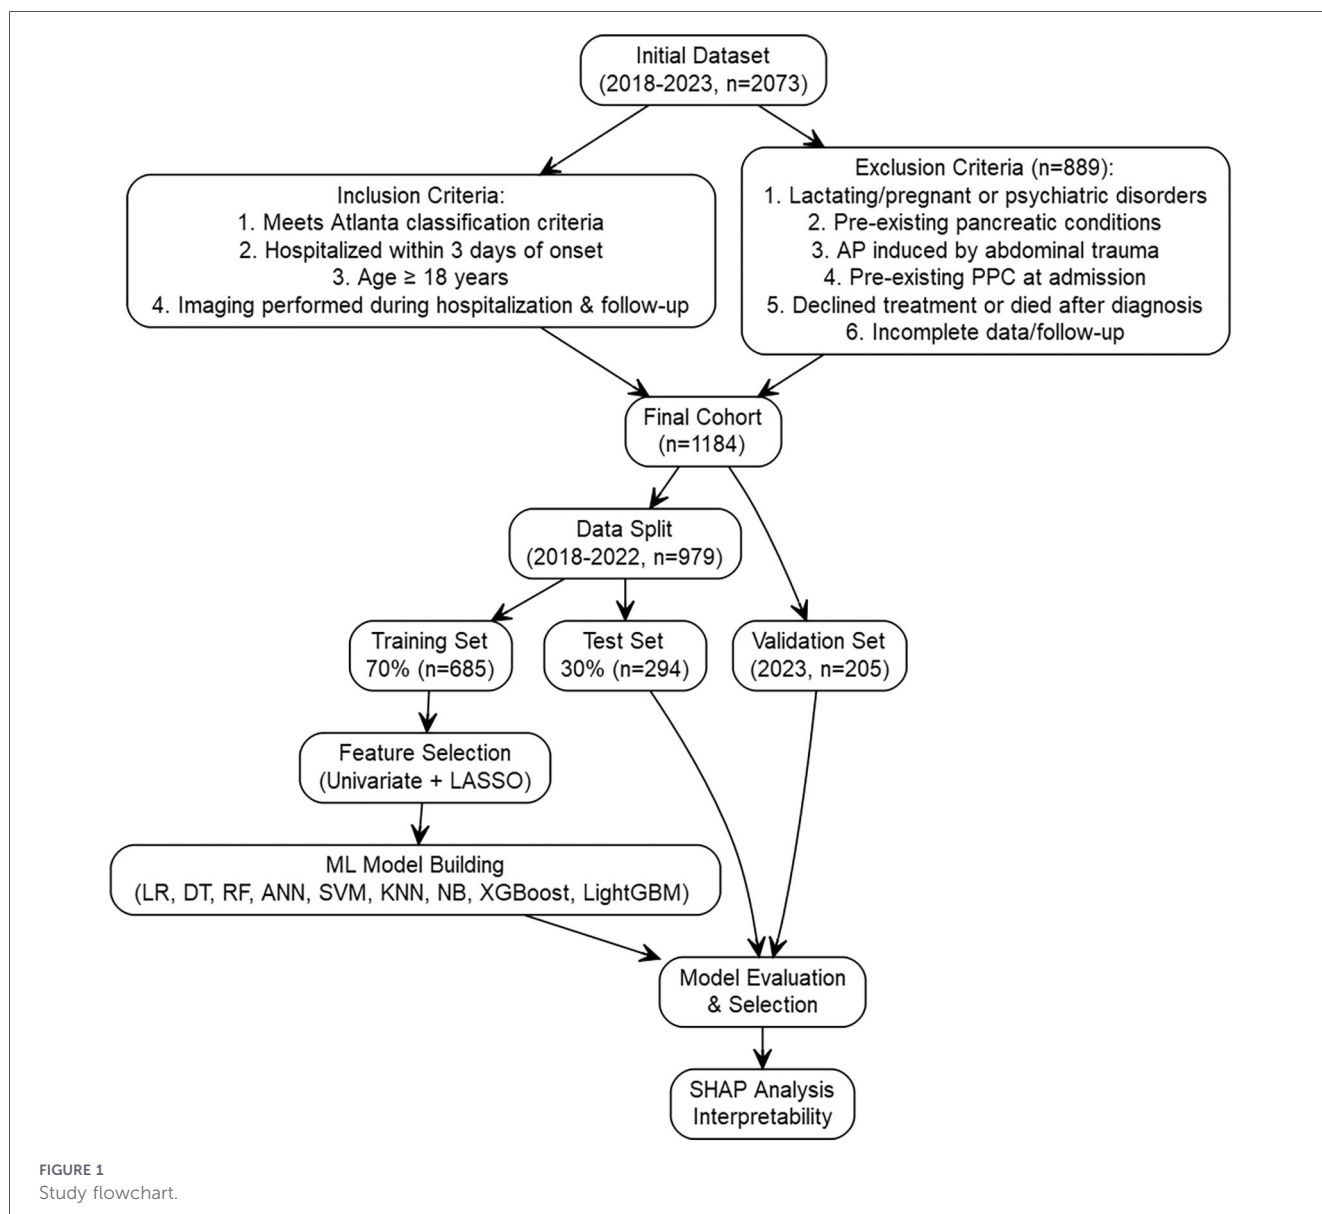 Initial Dataset
(2018-2023, n=2073)
Inclusion Criteria:
1. Meets Atlanta classification criteria
2. Hospitalized within 3 days of onset
3. Age ≥ 18 years
4. Imaging performed during hospitalization & follow-up
Exclusion Criteria (n=889):
1. Lactating/pregnant or psychiatric disorders
2. Pre-existing pancreatic conditions
3. AP induced by abdominal trauma
4. Pre-existing PPC at admission
5. Declined treatment or died after diagnosis
6. Incomplete data/follow-up
Final Cohort
(n=1184)
Data Split
(2018-2022, n=979)
Training Set
70% (n=685)
Test Set
30% (n=294)
Validation Set
(2023, n=205)
Feature Selection
(Univariate + LASSO)
ML Model Building
(LR, DT, RF, ANN, SVM, KNN, NB, XGBoost, LightGBM)
Model Evaluation
& Selection
SHAP Analysis
Interpretability
FIGURE 1
Study flowchart.